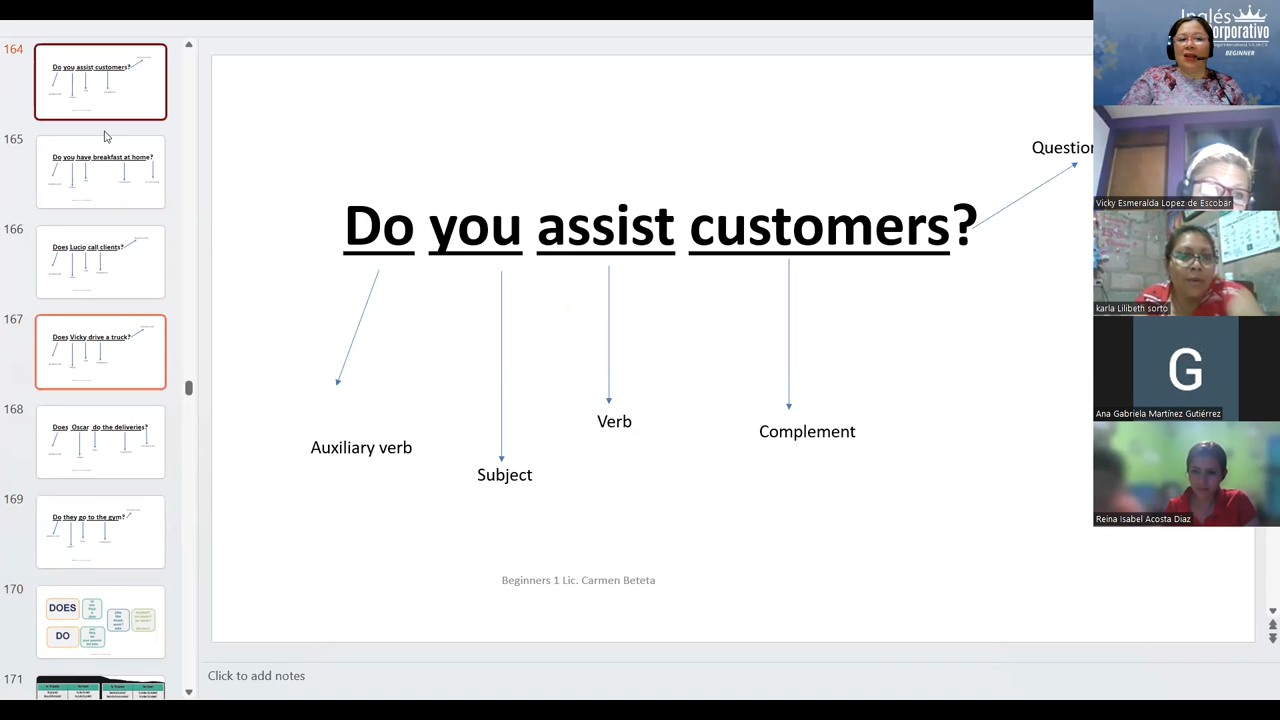 164
Do you assist customers?
165
Do you have breakfast at home?
166
Does Lucio call clients?
167
Does Vicky drive a truck?
168
Does Oscar do the deliveries?
169
Do they go to the gym?
170
DOES
DO
171
Question
Do you assist customers?
Auxiliary verb
Subject
Verb
Complement
Beginners 1 Lic. Carmen Beteta
Click to add notes
Inglés
BEGINNER
Vicky Esmeralda Lopez de Escobar
karla Lilibeth sorto
G
Ana Gabriela Martínez Gutiérrez
Reina Isabel Acosta Diaz